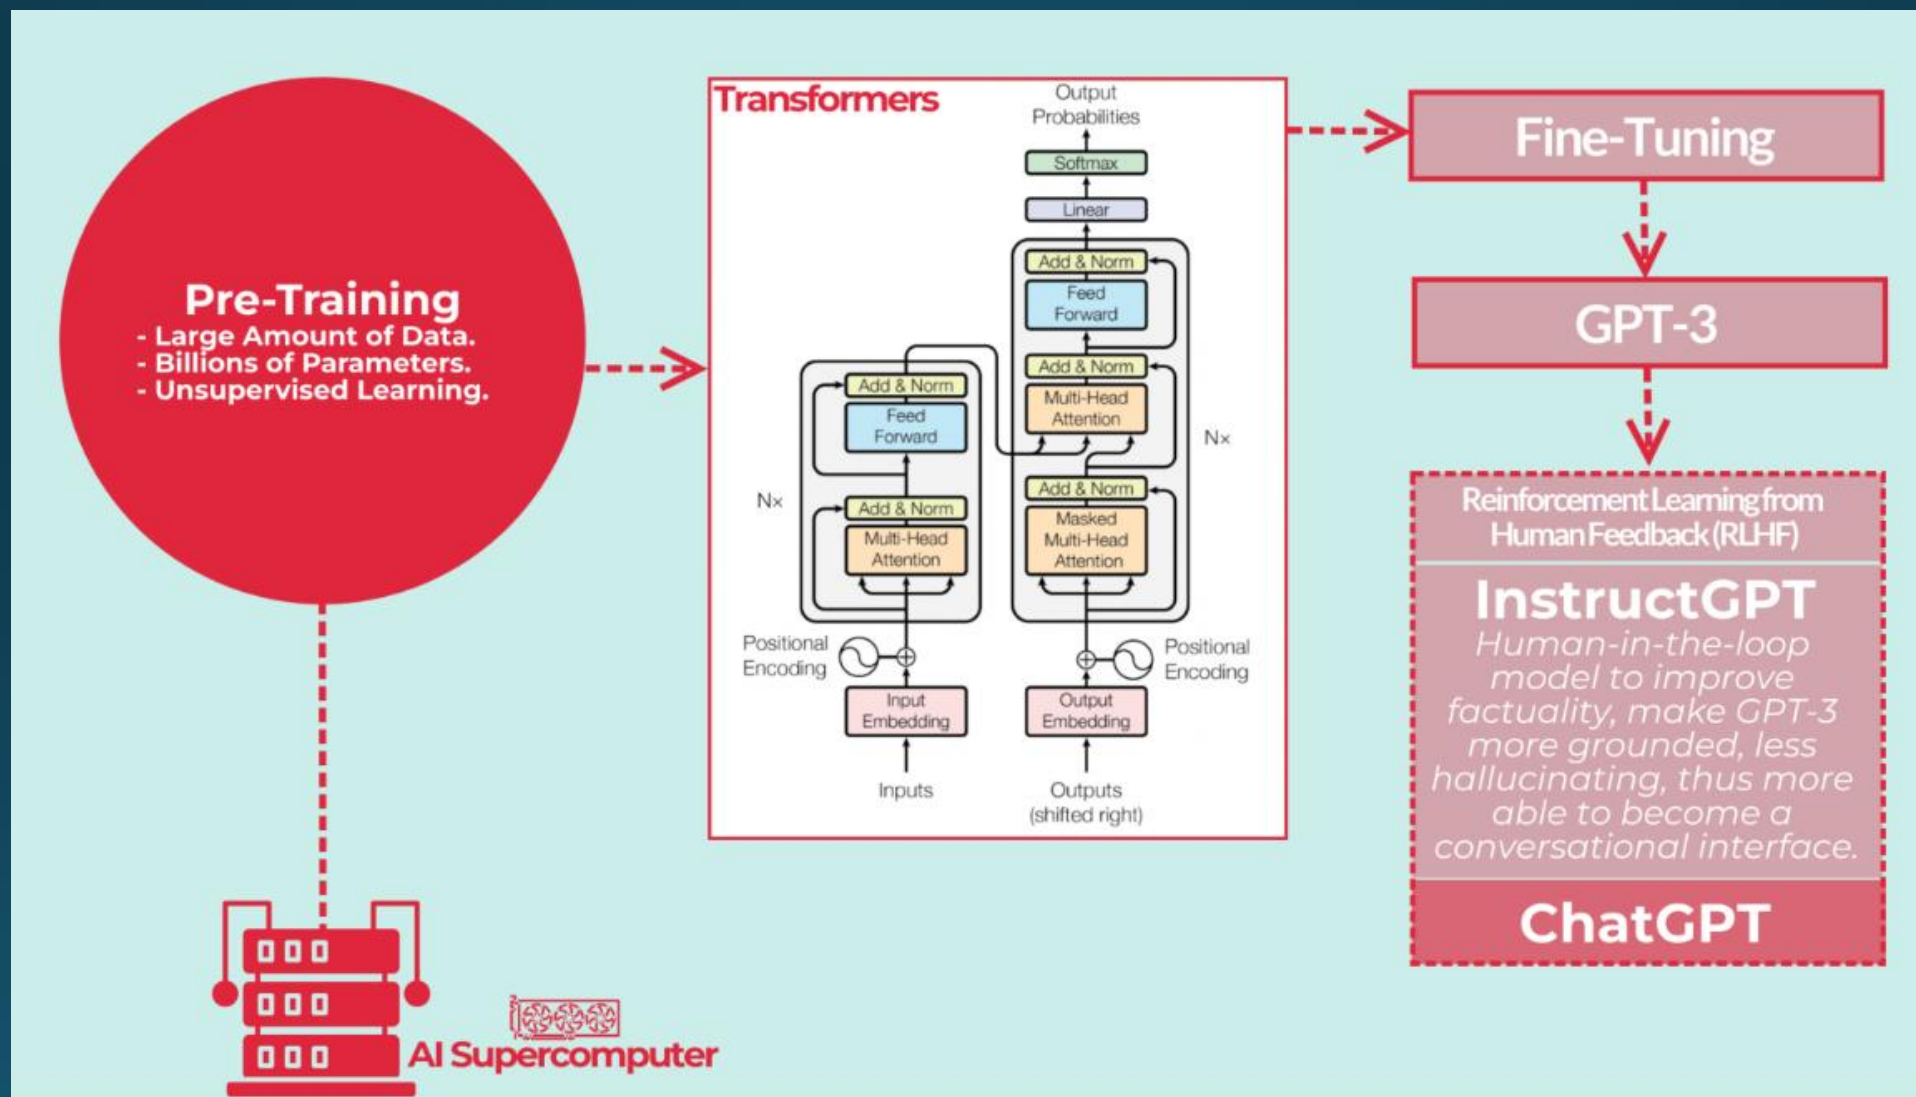 Pre-Training
- Large Amount of Data.
- Billions of Parameters.
- Unsupervised Learning.
AI Supercomputer
Transformers
Output
Probabilities
Softmax
Linear
Add & Norm
Feed
Forward
Add & Norm
Multi-Head
Attention
Add & Norm
Masked
Multi-Head
Attention
Nx
Add & Norm
Feed
Forward
Add & Norm
Multi-Head
Attention
Nx
Positional
Encoding
Positional
Encoding
Input
Embedding
Output
Embedding
Inputs
Outputs
(shifted right)
Fine-Tuning
GPT-3
Reinforcement Learning from
Human Feedback (RLHF)
InstructGPT
Human-in-the-loop
model to improve
factuality, make GPT-3
more grounded, less
hallucinating, thus more
able to become a
conversational interface.
ChatGPT